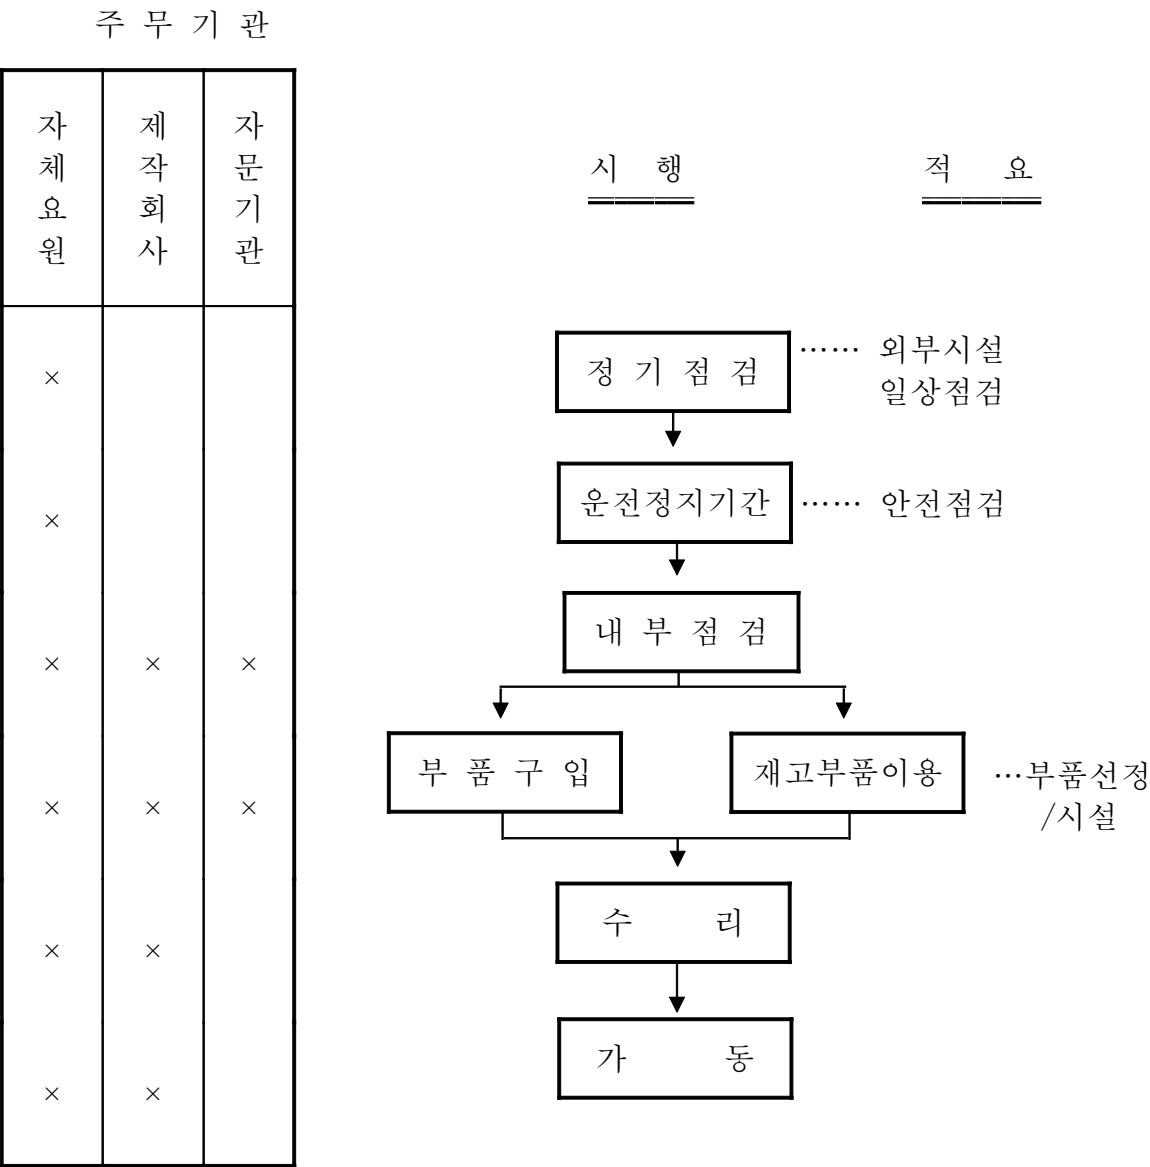 주 무 기 관
자체요원
제작회사
자문기관
시 행
적 요
×
정 기 점 검
…… 외부시설
일상점검
×
운전정지기간
…… 안전점검
× × ×
내 부 점 검
× × ×
부 품 구 입
재고부품이용
…부품선정
/시설
× ×
수 리
× ×
가 동